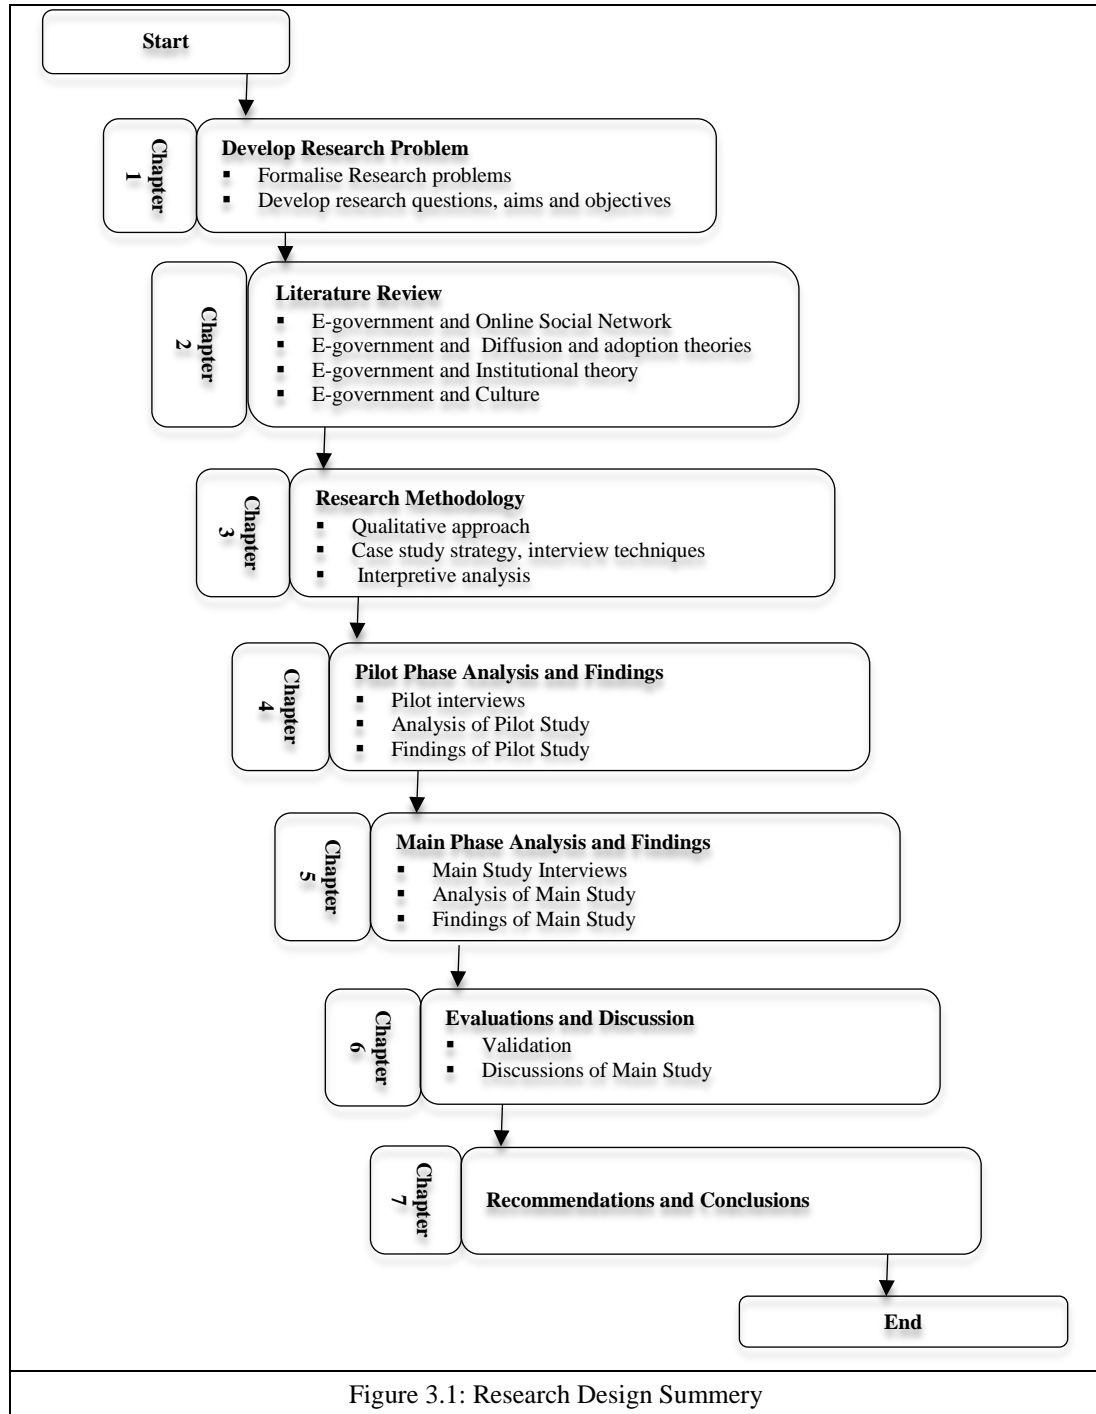 Start
Chapter
1
Develop Research Problem
▪ Formalise Research problems
▪ Develop research questions, aims and objectives
Chapter
2
Literature Review
▪ E-government and Online Social Network
▪ E-government and  Diffusion and adoption theories
▪ E-government and Institutional theory
▪ E-government and Culture
Chapter
3
Research Methodology
▪ Qualitative approach
▪ Case study strategy, interview techniques
▪ Interpretive analysis
Chapter
4
Pilot Phase Analysis and Findings
▪ Pilot interviews
▪ Analysis of Pilot Study
▪ Findings of Pilot Study
Chapter
5
Main Phase Analysis and Findings
▪ Main Study Interviews
▪ Analysis of Main Study
▪ Findings of Main Study
Chapter
6
Evaluations and Discussion
▪ Validation
▪ Discussions of Main Study
Chapter
7
Recommendations and Conclusions
End
Figure 3.1: Research Design Summery